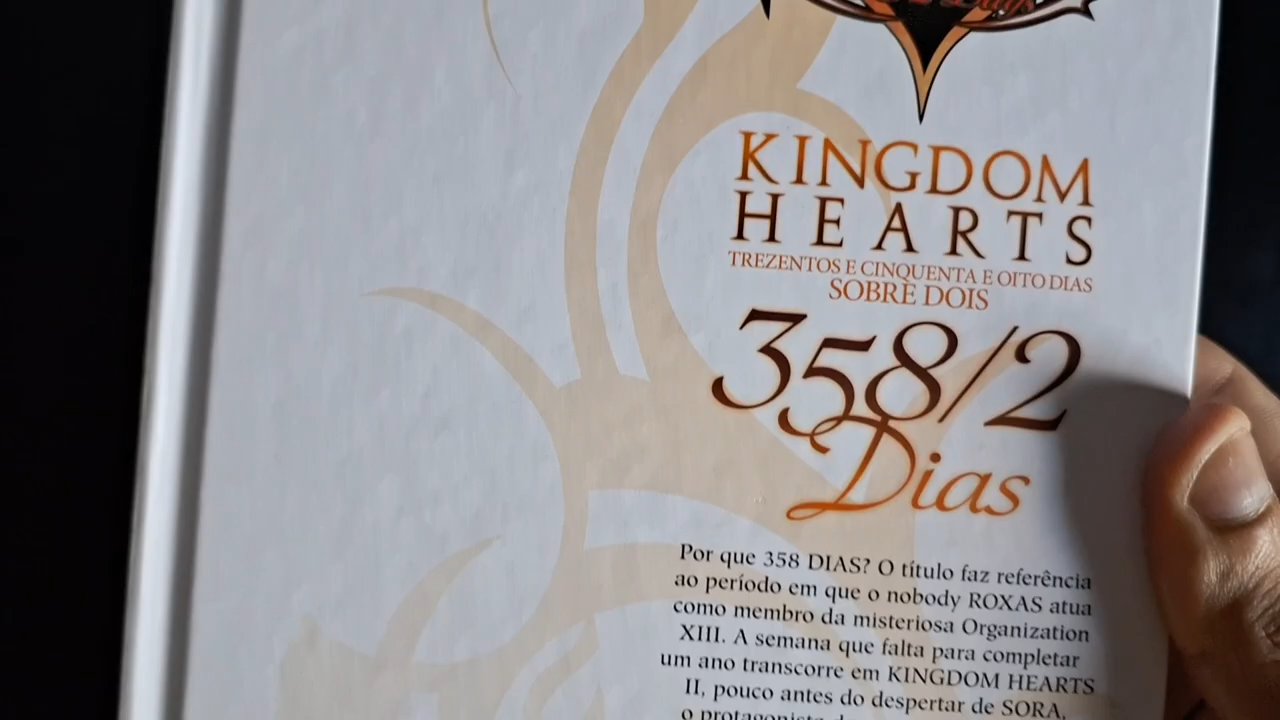 Days
KINGDOM
HEARTS
TREZENTOS E CINQUENTA E OITO DIAS
SOBRE DOIS
358/2
Dias
Por que 358 DIAS? O título faz referência
ao período em que o nobody ROXAS atua
como membro da misteriosa Organization
XIII. A semana que falta para completar
um ano transcorre em KINGDOM HEARTS
II, pouco antes do despertar de SORA,
o protagonista